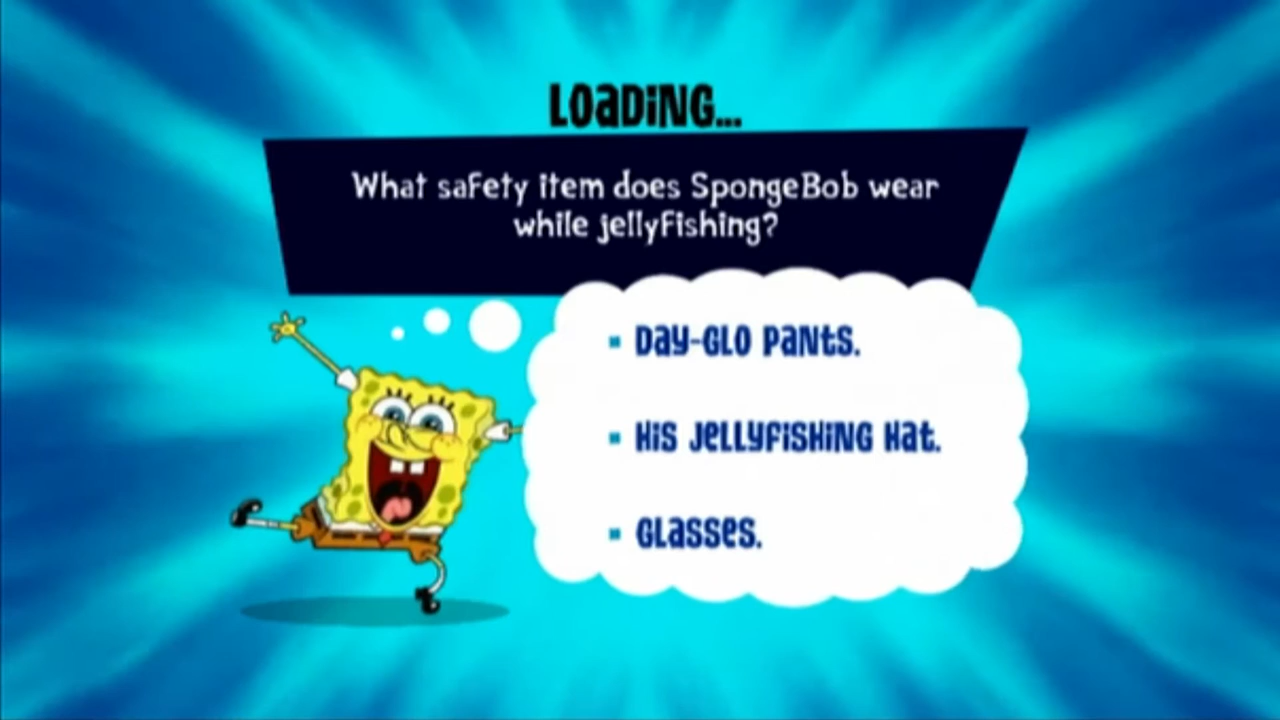 LOADING...
What safety item does SpongeBob wear
while jellyfishing?
▪ Day-Glo pants.
▪ His jellyfishing hat.
▪ Glasses.